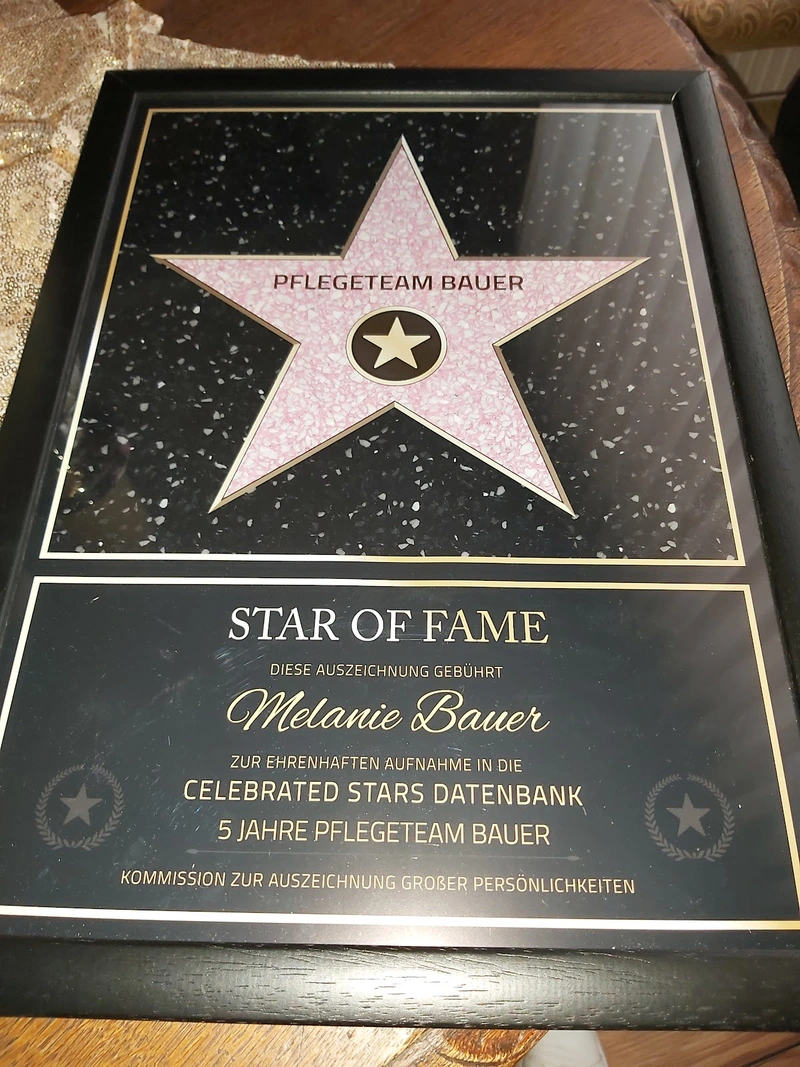 PFLEGETEAM BAUER
STAR OF FAME
DIESE AUSZEICHNUNG GEBÜHRT
Melanie Bauer
ZUR EHRENHAFTEN AUFNAHME IN DIE
CELEBRATED STARS DATENBANK
5 JAHRE PFLEGETEAM BAUER
KOMMISSION ZUR AUSZEICHNUNG GROßER PERSÖNLICHKEITEN